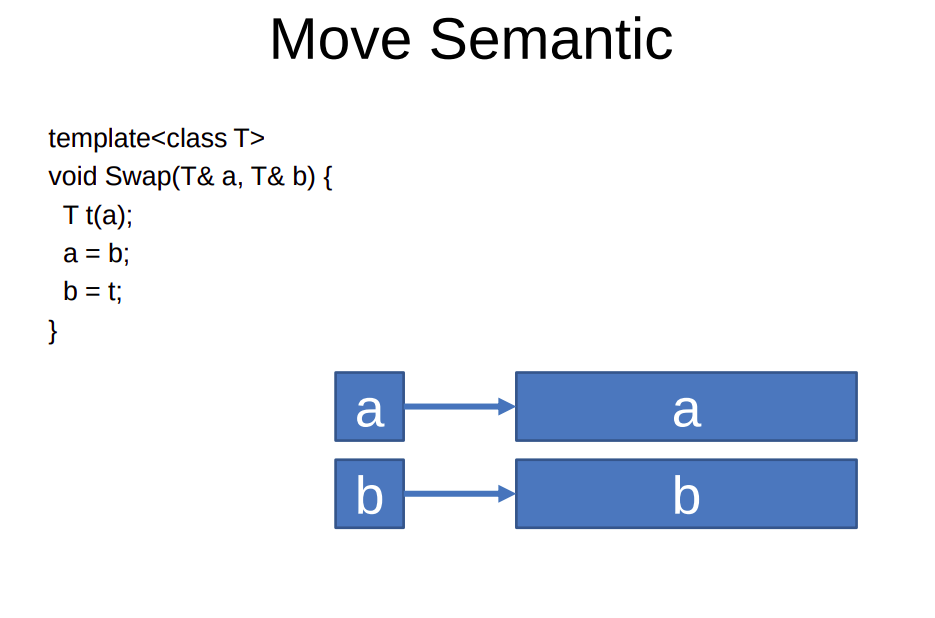 Move Semantic
template<class T>
void Swap(T& a, T& b) {
T t(a);
a = b;
b = t;
}
a
a
b
b